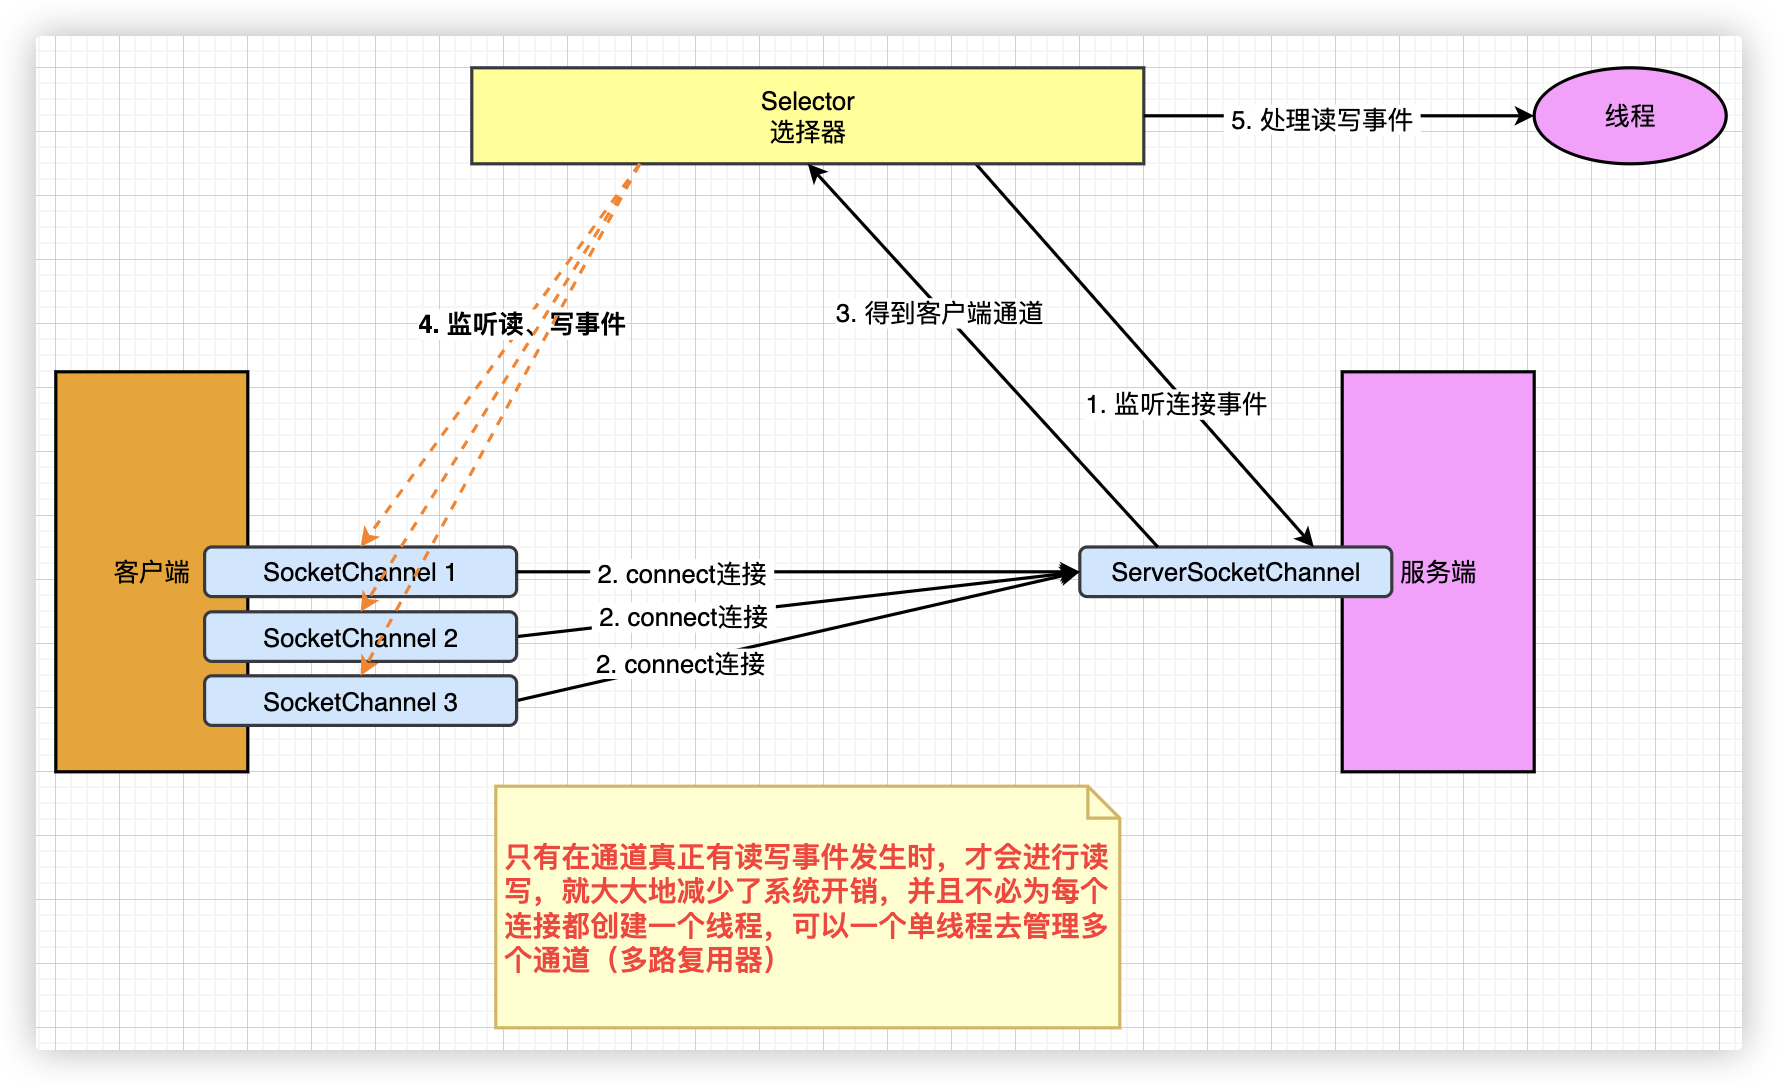 Selector
选择器
5. 处理读写事件
线程
4. 监听读、写事件
3. 得到客户端通道
1. 监听连接事件
客户端
SocketChannel 1
2. connect连接
ServerSocketChannel
服务端
SocketChannel 2
2. connect连接
SocketChannel 3
2. connect连接
只有在通道真正有读写事件发生时，才会进行读
写，就大大地减少了系统开销，并且不必为每个
连接都创建一个线程，可以一个单线程去管理多
个通道（多路复用器）